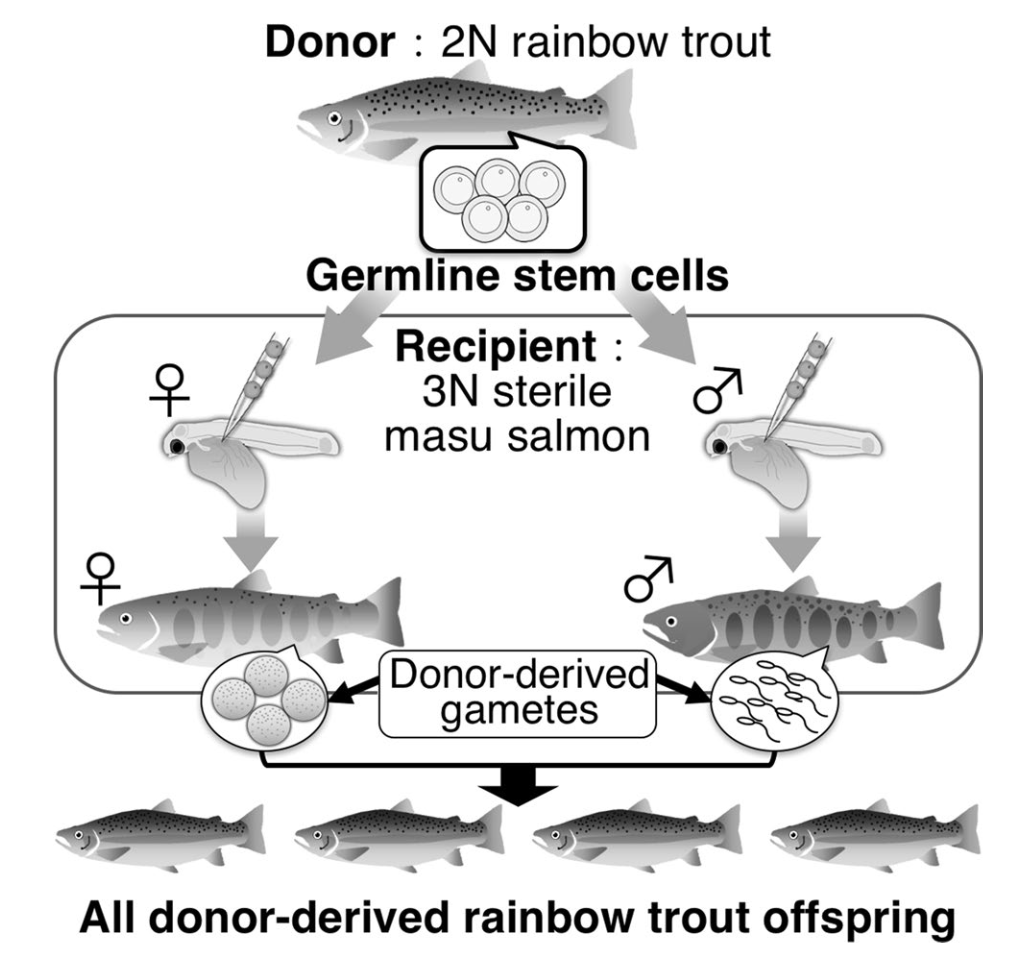 Donor : 2N rainbow trout
Germline stem cells
Recipient :
3N sterile
masu salmon
♀
♂
♀
♂
Donor-derived
gametes
All donor-derived rainbow trout offspring